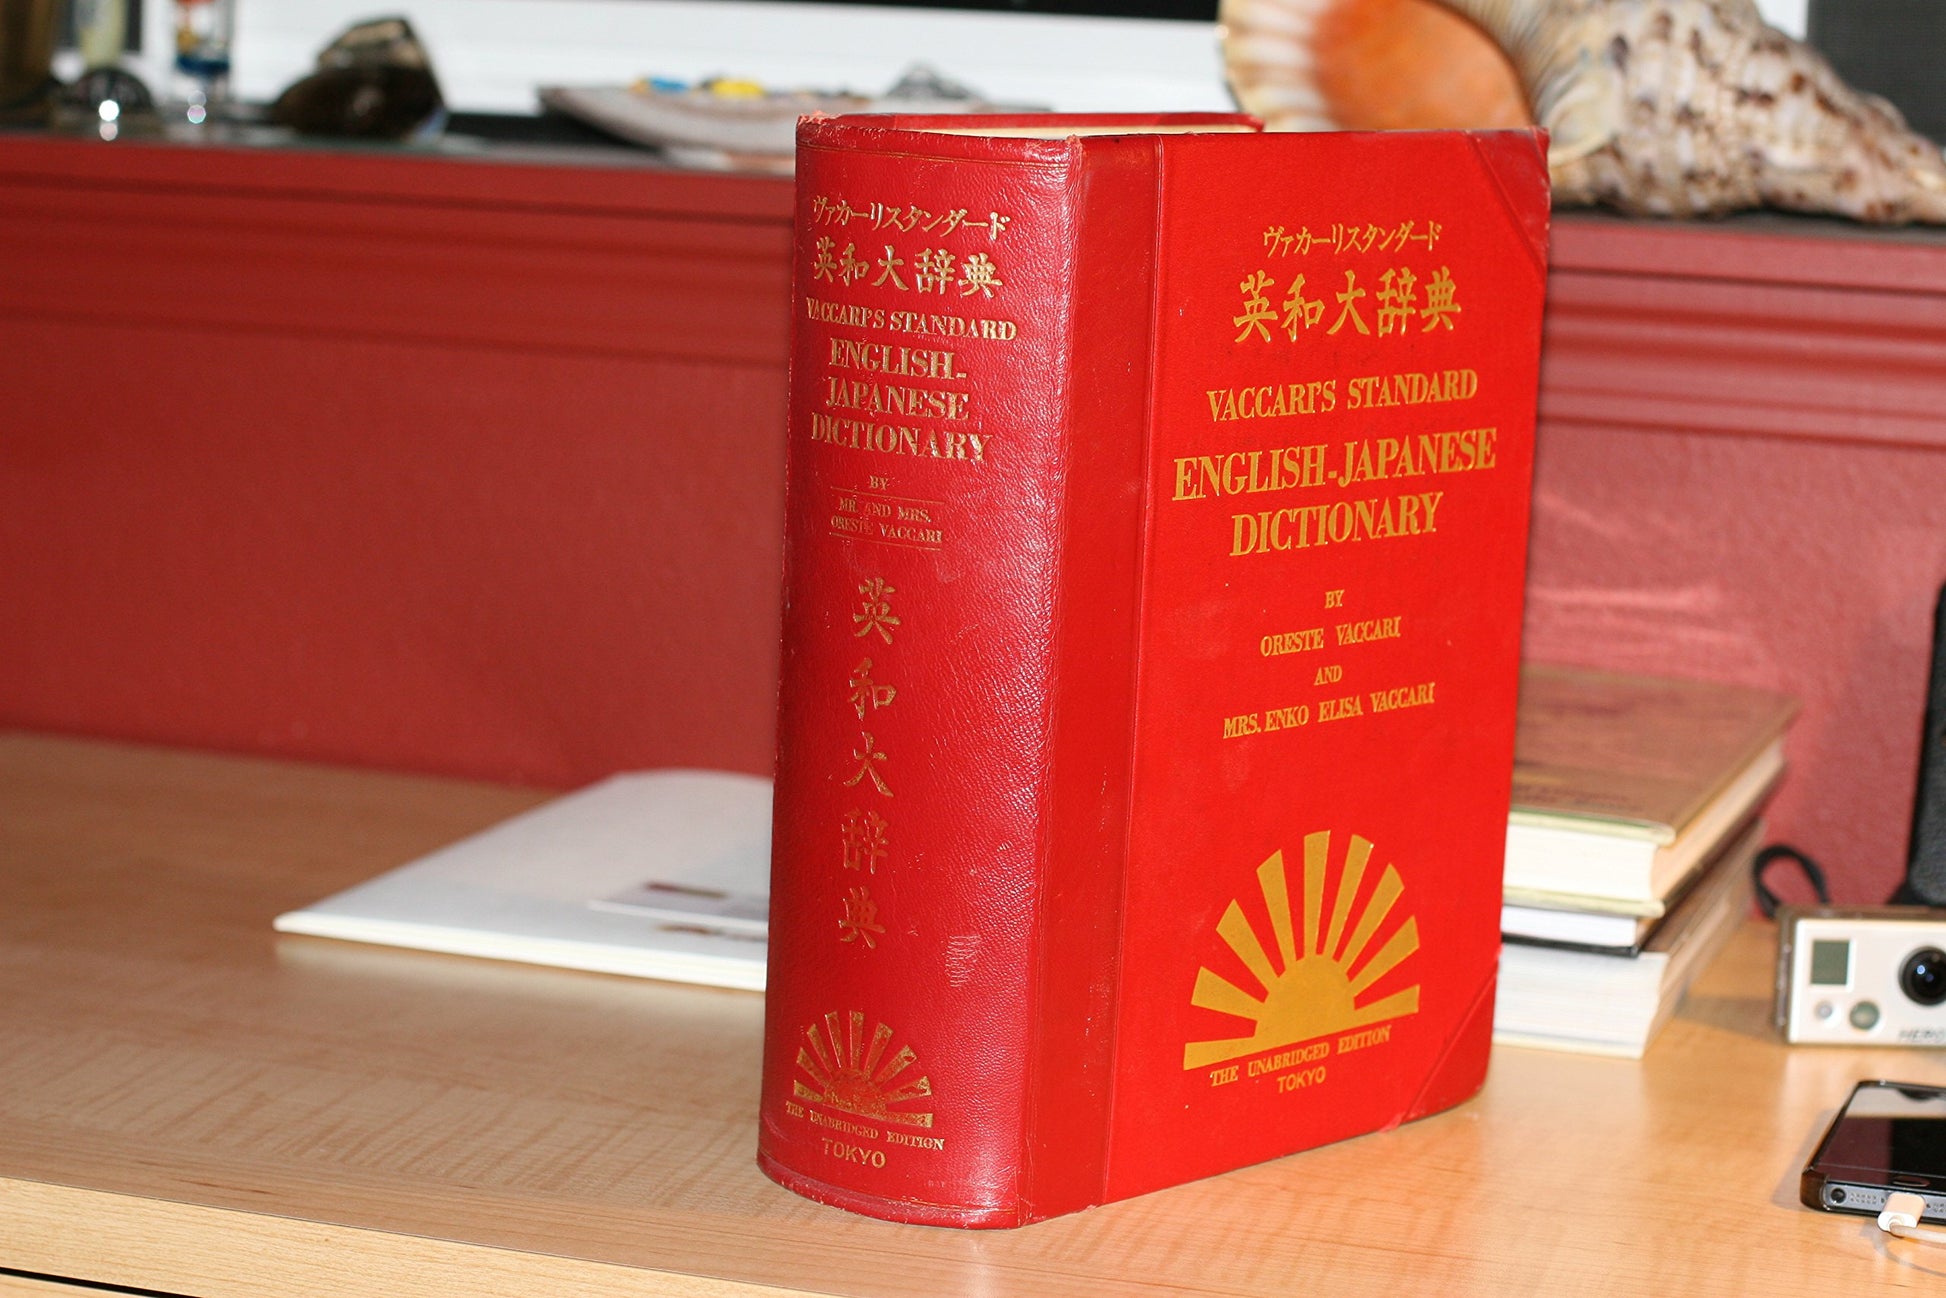 ヴァカーリスタンダード
英和大辞典
VACCARI'S STANDARD
ENGLISH-
JAPANESE
DICTIONARY
BY
MR. AND MRS.
ORESTE VACCARI
英和大辞典
THE UNABRIDGED EDITION
TOKYO
ヴァカーリスタンダード
英和大辞典
VACCARI'S STANDARD
ENGLISH-JAPANESE
DICTIONARY
BY
ORESTE VACCARI
AND
MRS. ENKO ELISA VACCARI
THE UNABRIDGED EDITION
TOKYO
HERO